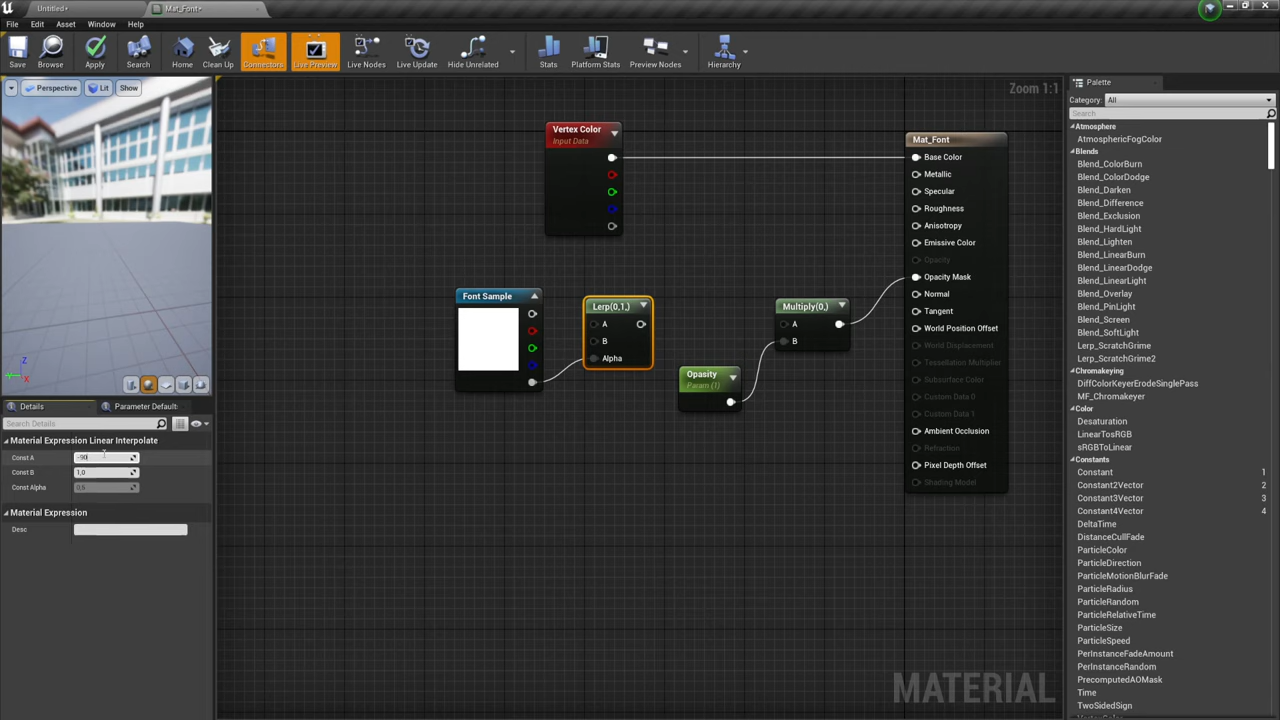 Untitled*
Mat_Font*
File Edit Asset Window Help
Save Browse Apply Search Home Clean Up Connectors Live Preview Live Nodes Live Update Hide Unrelated Stats Platform Stats Preview Nodes Hierarchy
Perspective Lit Show
Zoom 1:1
Palette
Category: All
Search
Atmosphere
AtmosphericFogColor
Blends
Blend_ColorBurn
Blend_ColorDodge
Blend_Darken
Blend_Difference
Blend_Exclusion
Blend_HardLight
Blend_Lighten
Blend_LinearBurn
Blend_LinearDodge
Blend_LinearLight
Blend_Overlay
Blend_PinLight
Blend_Screen
Blend_SoftLight
Lerp_ScratchGrime
Lerp_ScratchGrime2
Chromakeying
DiffColorKeyerErodeSinglePass
MF_Chromakeyer
Color
Desaturation
LinearTosRGB
sRGBToLinear
Constants
Constant 1
Constant2Vector 2
Constant3Vector 3
Constant4Vector 4
DeltaTime
DistanceCullFade
ParticleColor
ParticleDirection
ParticleMotionBlurFade
ParticleRadius
ParticleRandom
ParticleRelativeTime
ParticleSize
ParticleSpeed
PerInstanceFadeAmount
PerInstanceRandom
PrecomputedAOMask
Time
TwoSidedSign
Vertex Color
Input Data
Font Sample
Lerp(0,1,)
A
B
Alpha
Opasity
Param (1)
Multiply(0,)
A
B
Mat_Font
Base Color
Metallic
Specular
Roughness
Anisotropy
Emissive Color
Opacity
Opacity Mask
Normal
Tangent
World Position Offset
World Displacement
Tessellation Multiplier
Subsurface Color
Custom Data 0
Custom Data 1
Ambient Occlusion
Refraction
Pixel Depth Offset
Shading Model
MATERIAL
Z
Y
X
Details Parameter Default
Search Details
Material Expression Linear Interpolate
Const A -90
Const B 1,0
Const Alpha 0,5
Material Expression
Desc